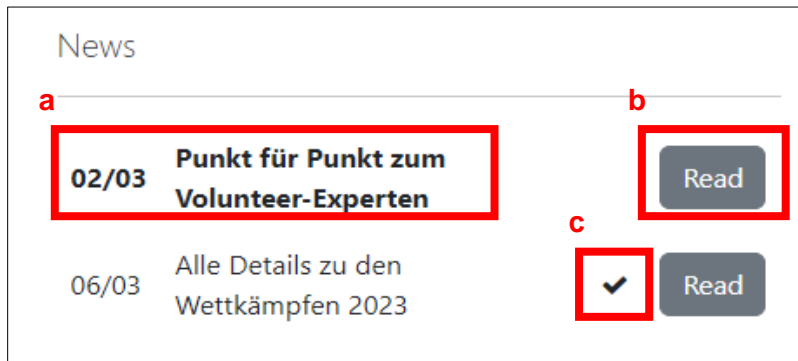 News
a
b
02/03 Punkt für Punkt zum
Volunteer-Experten
Read
c
06/03 Alle Details zu den
Wettkämpfen 2023
✔ Read